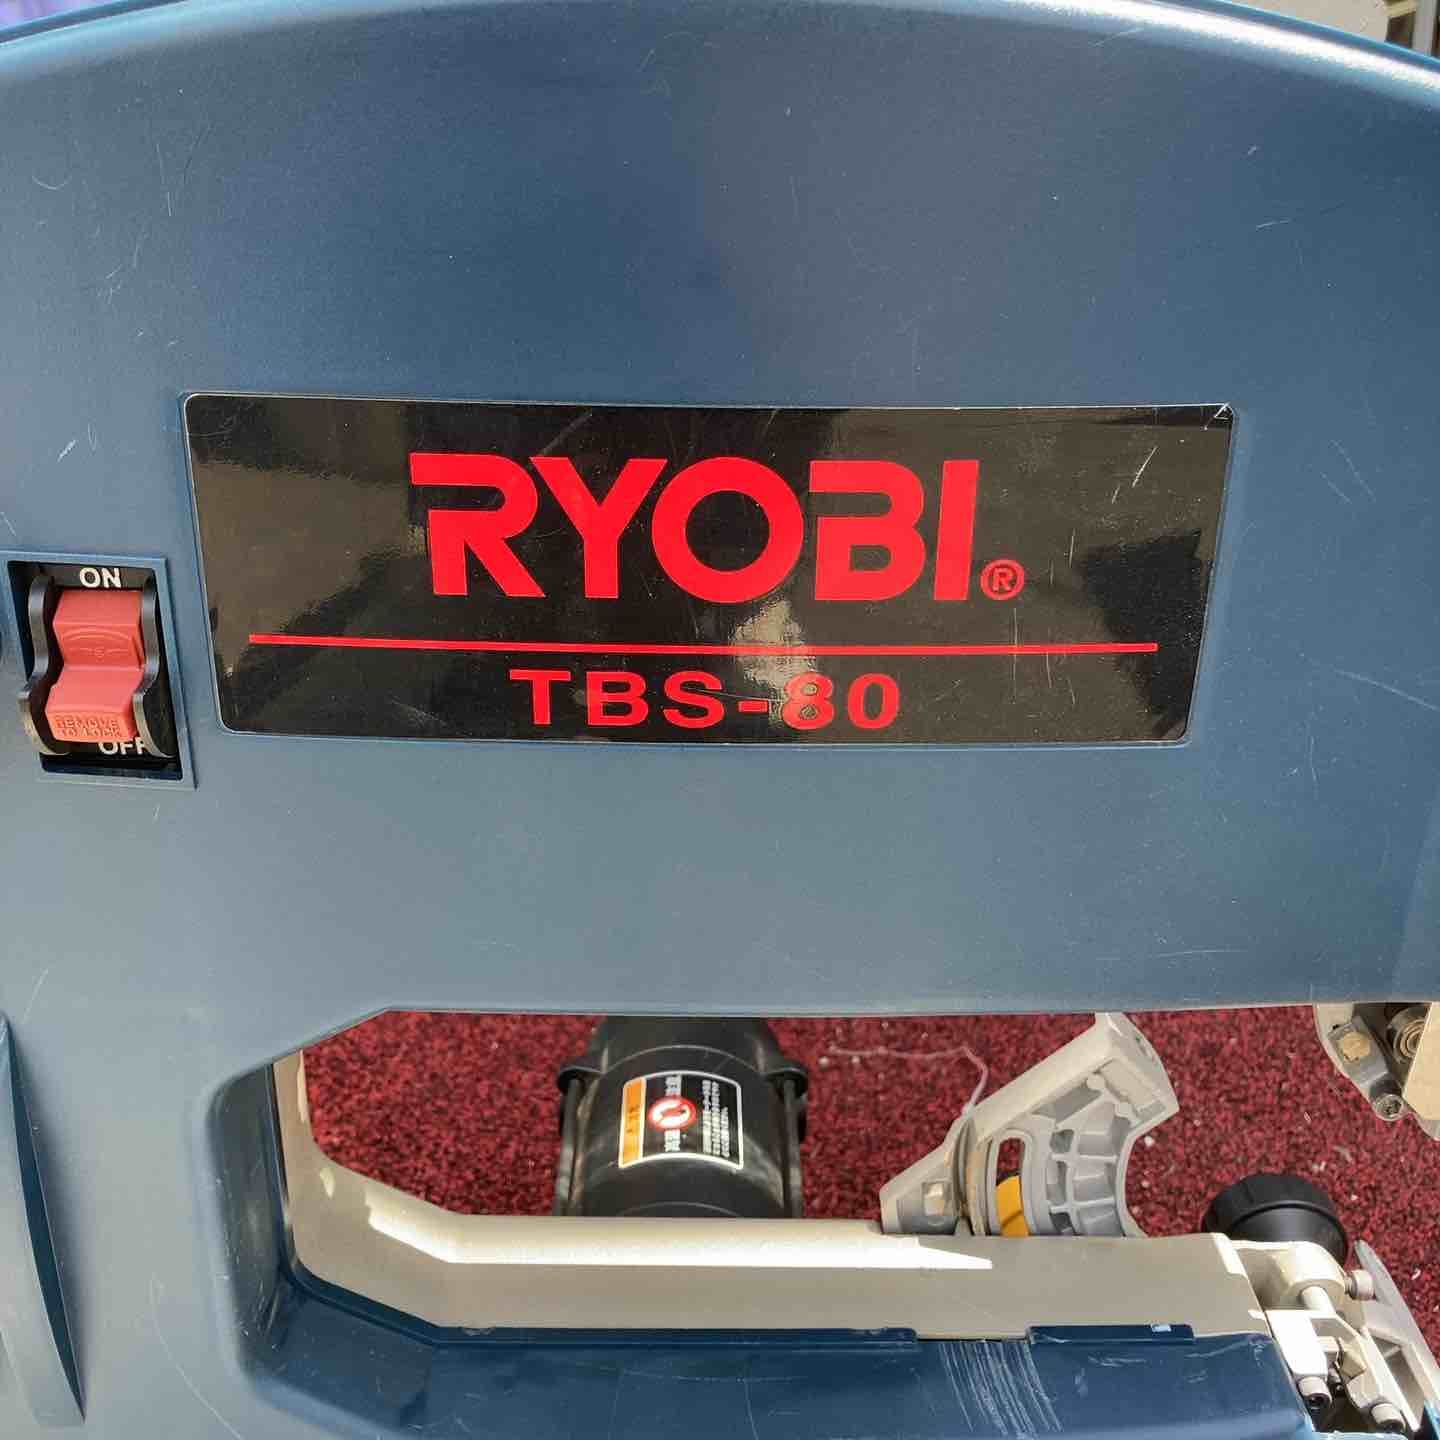 RYOBI®
TBS-80
ON
REMOVE
TO LOCK
OFF